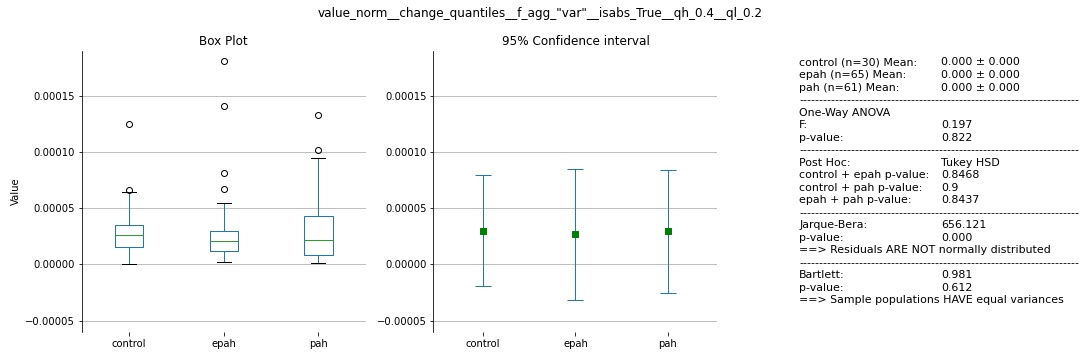 value_norm__change_quantiles__f_agg_"var"__isabs_True__qh_0.4__ql_0.2
Box Plot
Value
0.00015
0.00010
0.00005
0.00000
−0.00005
control epah pah
95% Confidence interval
0.00015
0.00010
0.00005
0.00000
−0.00005
control epah pah
control (n=30) Mean: 0.000 ± 0.000
epah (n=65) Mean: 0.000 ± 0.000
pah (n=61) Mean: 0.000 ± 0.000
One-Way ANOVA
F: 0.197
p-value: 0.822
Post Hoc: Tukey HSD
control + epah p-value: 0.8468
control + pah p-value: 0.9
epah + pah p-value: 0.8437
Jarque-Bera: 656.121
p-value: 0.000
==> Residuals ARE NOT normally distributed
Bartlett: 0.981
p-value: 0.612
==> Sample populations HAVE equal variances